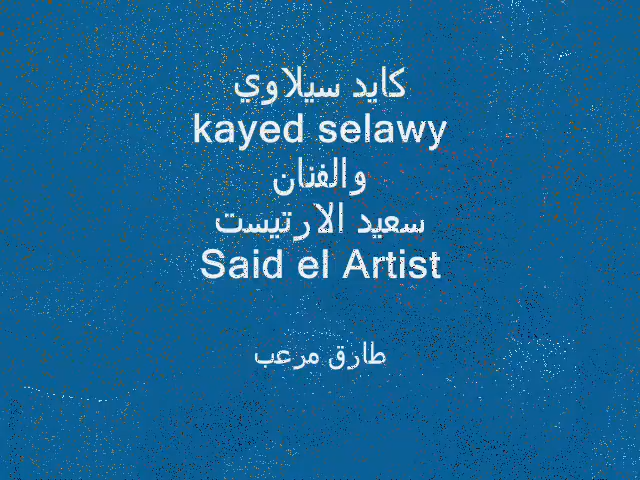 كايد سيلاوي
kayed selawy
والفنان
سعيد الارتيست
Said el Artist
طارق مرعب